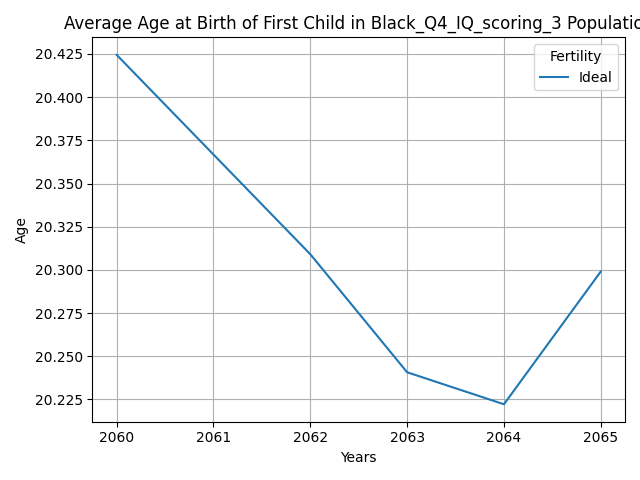 Average Age at Birth of First Child in Black_Q4_IQ_scoring_3 Populatio
Fertility
Ideal
20.425
20.400
20.375
20.350
20.325
20.300
20.275
20.250
20.225
Age
2060 2061 2062 2063 2064 2065
Years